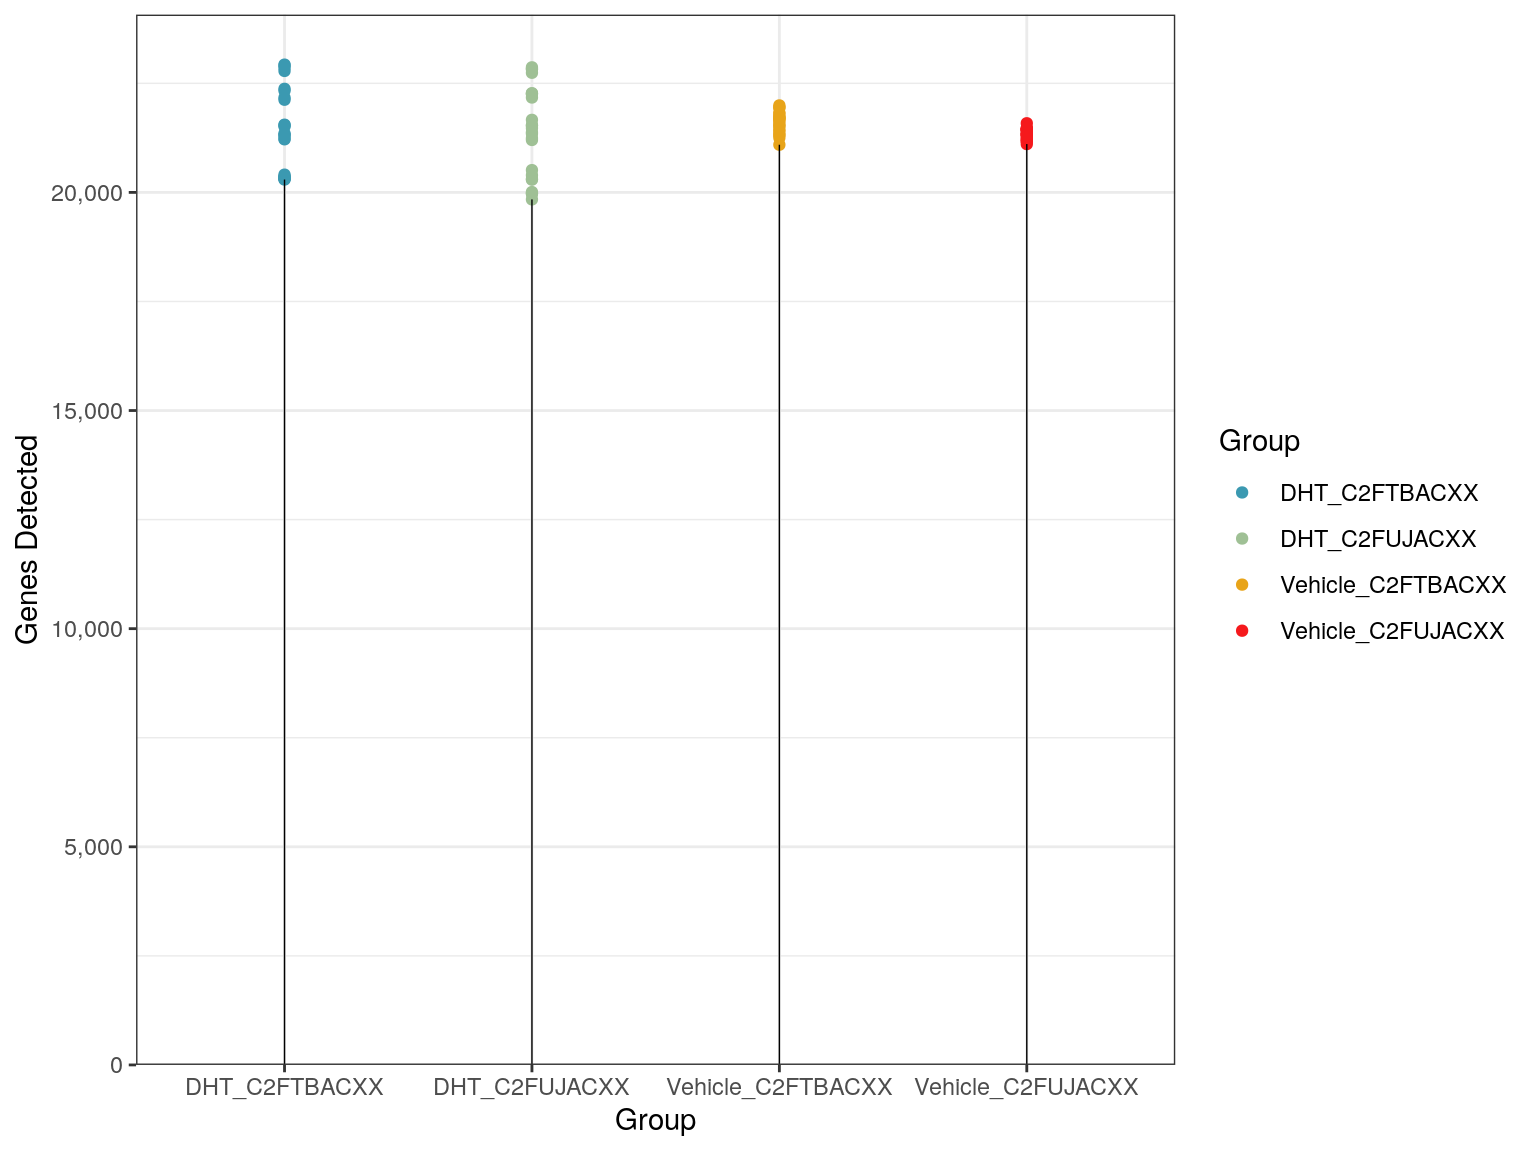 Genes Detected
20,000
15,000
10,000
5,000
0
DHT_C2FTBACXX
DHT_C2FUJACXX
Vehicle_C2FTBACXX
Vehicle_C2FUJACXX
Group
Group
DHT_C2FTBACXX
DHT_C2FUJACXX
Vehicle_C2FTBACXX
Vehicle_C2FUJACXX